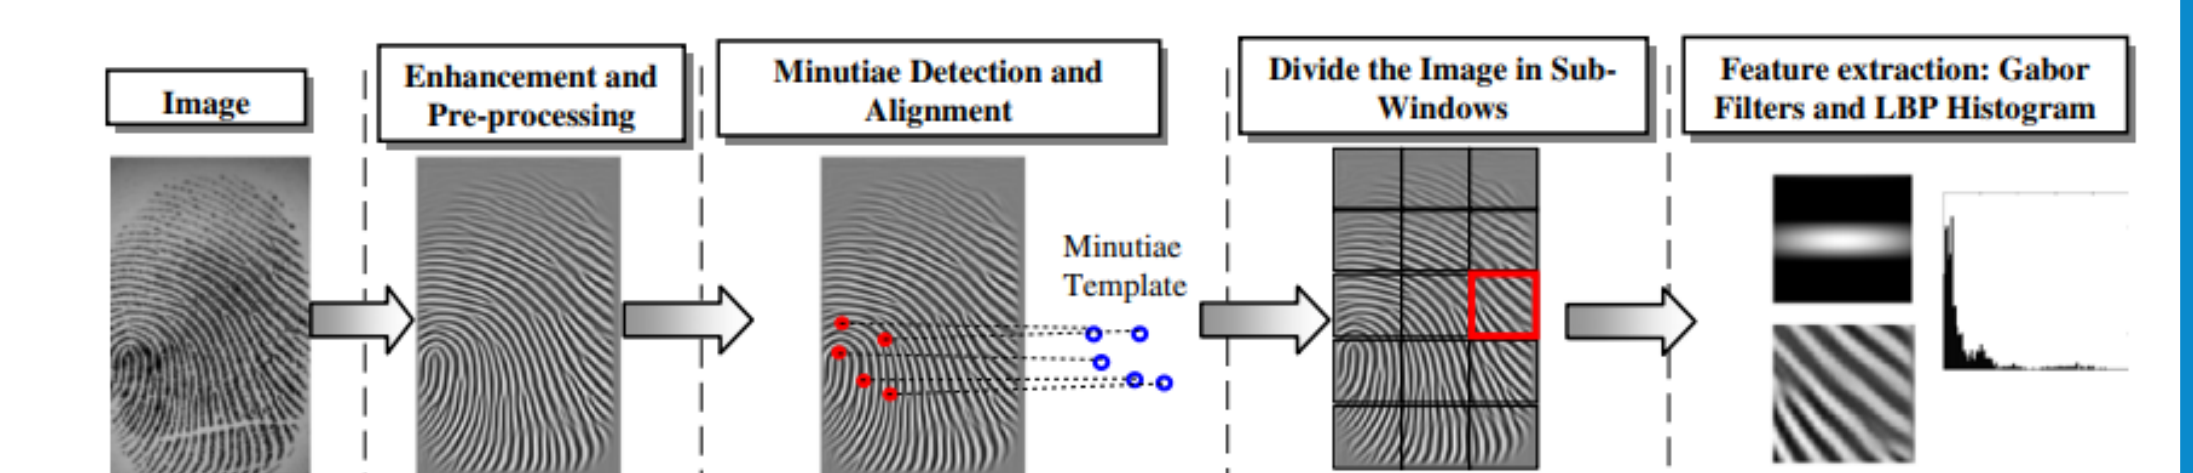 Image
Enhancement and
Pre-processing
Minutiae Detection and
Alignment
Divide the Image in Sub-
Windows
Feature extraction: Gabor
Filters and LBP Histogram
Minutiae
Template